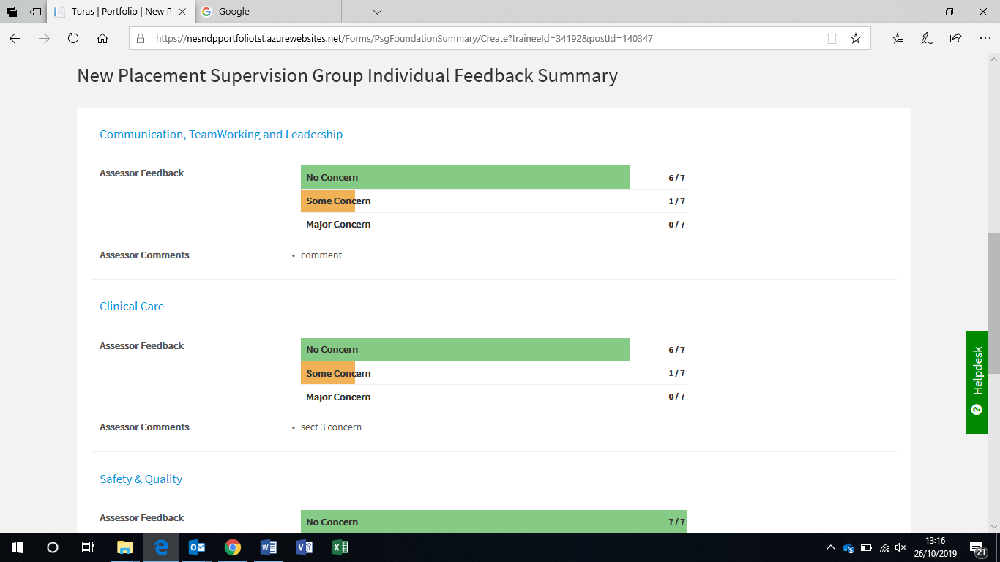 Turas | Portfolio | New F
Google
https://nesndpportfoliotst.azurewebsites.net/Forms/PsgFoundationSummary/Create?traineeId=34192&postId=140347
New Placement Supervision Group Individual Feedback Summary
Communication, TeamWorking and Leadership
Assessor Feedback
No Concern 6 / 7
Some Concern 1 / 7
Major Concern 0 / 7
Assessor Comments
• comment
Clinical Care
Assessor Feedback
No Concern 6 / 7
Some Concern 1 / 7
Major Concern 0 / 7
Assessor Comments
• sect 3 concern
Safety & Quality
Assessor Feedback
No Concern 7 / 7
Helpdesk
13:16
26/10/2019
21